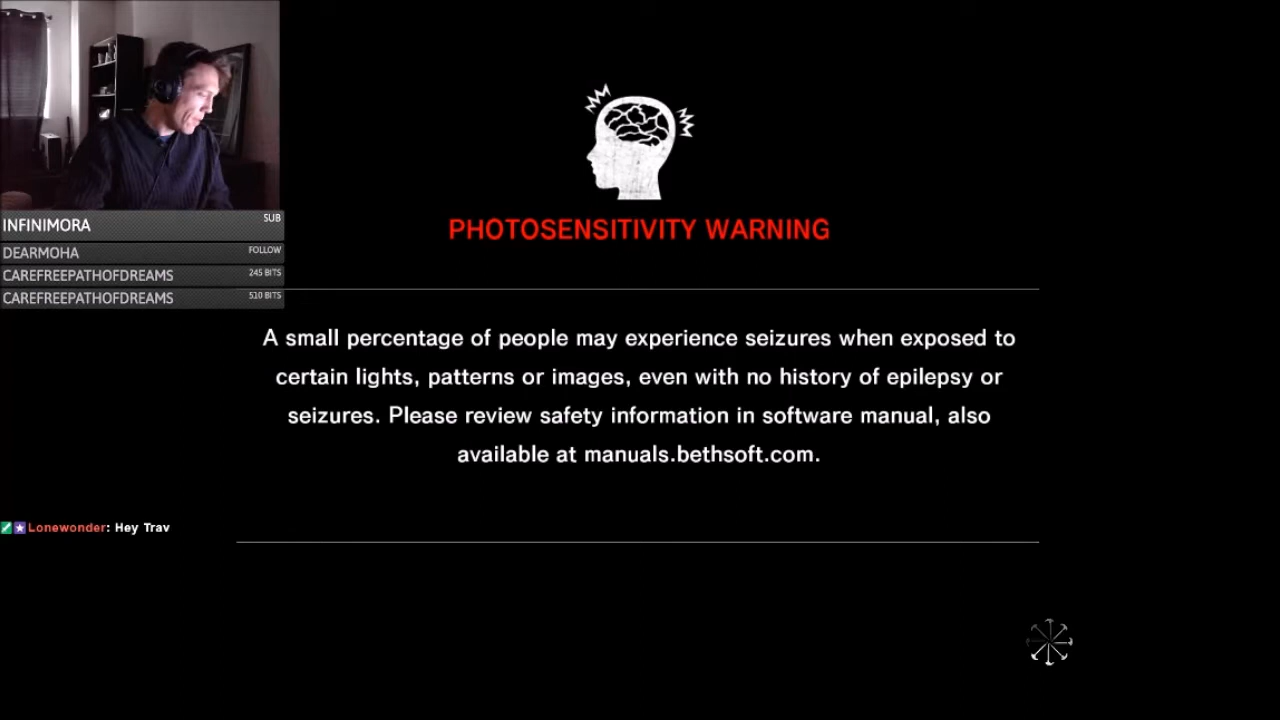 INFINIMORA SUB
DEARMOHA FOLLOW
CAREFREEPATHOFDREAMS 245 BITS
CAREFREEPATHOFDREAMS 510 BITS
PHOTOSENSITIVITY WARNING
A small percentage of people may experience seizures when exposed to
certain lights, patterns or images, even with no history of epilepsy or
seizures. Please review safety information in software manual, also
available at manuals.bethsoft.com.
Lonewonder: Hey Trav